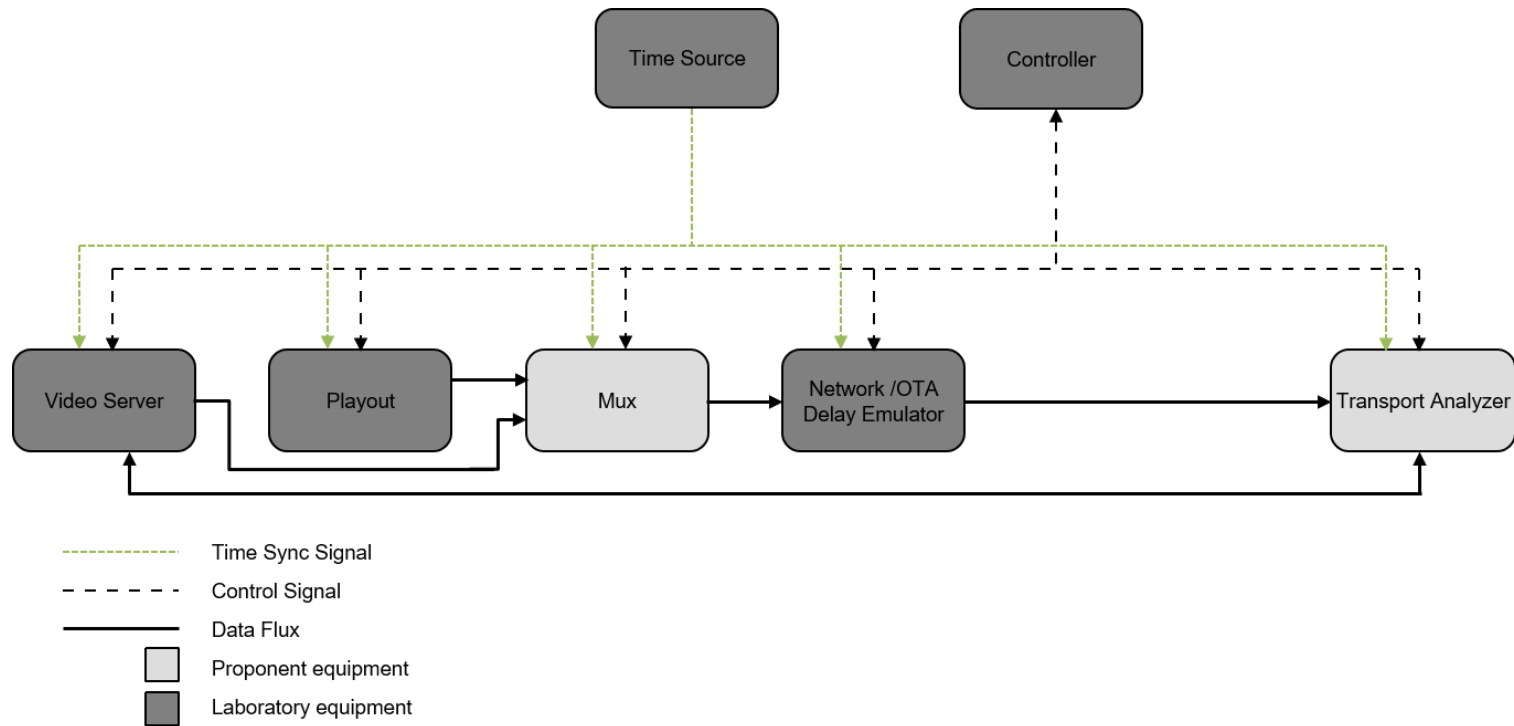 Time Source
Controller
Video Server
Playout
Mux
Network /OTA
Delay Emulator
Transport Analyzer
Time Sync Signal
Control Signal
Data Flux
Proponent equipment
Laboratory equipment